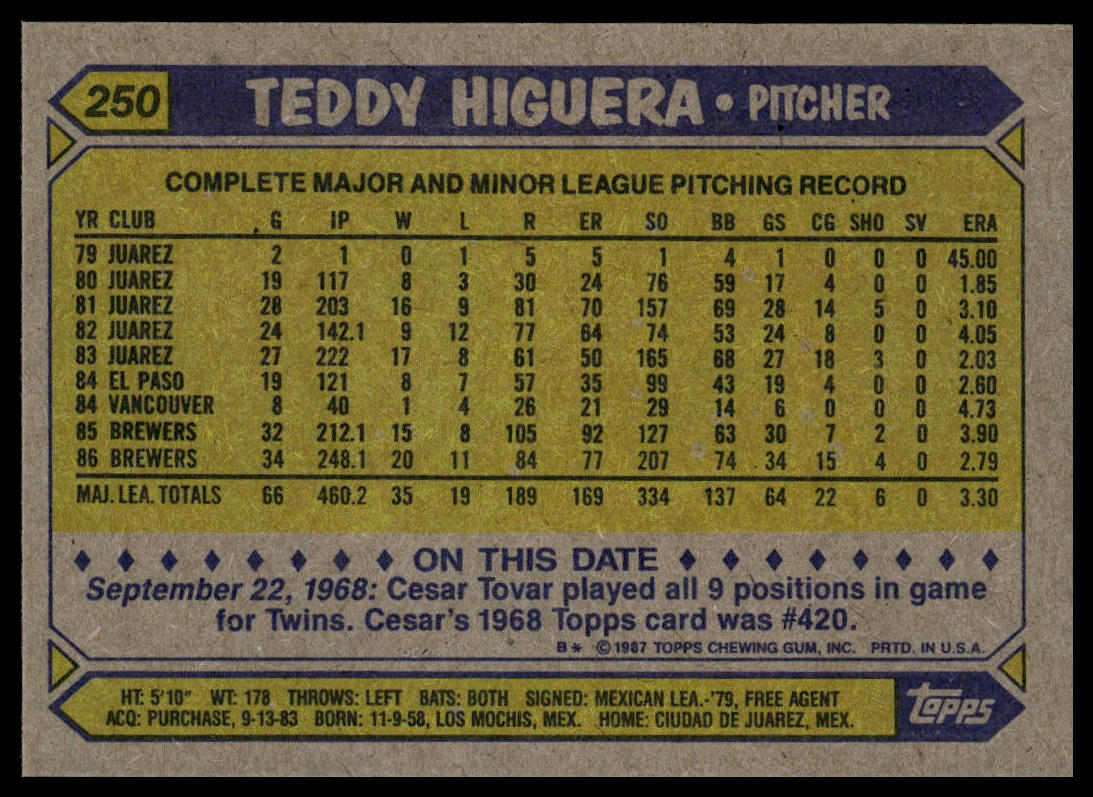 250 TEDDY HIGUERA • PITCHER
COMPLETE MAJOR AND MINOR LEAGUE PITCHING RECORD
YR CLUB G IP W L R ER SO BB GS CG SHO SV ERA
79 JUAREZ 2 1 0 1 5 5 1 4 1 0 0 0 45.00
80 JUAREZ 19 117 8 3 30 24 76 59 17 4 0 0 1.85
81 JUAREZ 28 203 16 9 81 70 157 69 28 14 5 0 3.10
82 JUAREZ 24 142.1 9 12 77 64 74 53 24 8 0 0 4.05
83 JUAREZ 27 222 17 8 61 50 165 68 27 18 3 0 2.03
84 EL PASO 19 121 8 7 57 35 99 43 19 4 0 0 2.60
84 VANCOUVER 8 40 1 4 26 21 29 14 6 0 0 0 4.73
85 BREWERS 32 212.1 15 8 105 92 127 63 30 7 2 0 3.90
86 BREWERS 34 248.1 20 11 84 77 207 74 34 15 4 0 2.79
MAJ. LEA. TOTALS 66 460.2 35 19 189 169 334 137 64 22 6 0 3.30
♦ ♦ ♦ ♦ ♦ ♦ ♦ ♦ ON THIS DATE ♦ ♦ ♦ ♦ ♦ ♦ ♦ ♦
September 22, 1968: Cesar Tovar played all 9 positions in game
for Twins. Cesar's 1968 Topps card was #420.
B* © 1987 TOPPS CHEWING GUM, INC. PRTD. IN U.S.A.
HT: 5'10" WT: 178 THROWS: LEFT BATS: BOTH SIGNED: MEXICAN LEA.-'79, FREE AGENT
ACQ: PURCHASE, 9-13-83 BORN: 11-9-58, LOS MOCHIS, MEX. HOME: CIUDAD DE JUAREZ, MEX.
topps